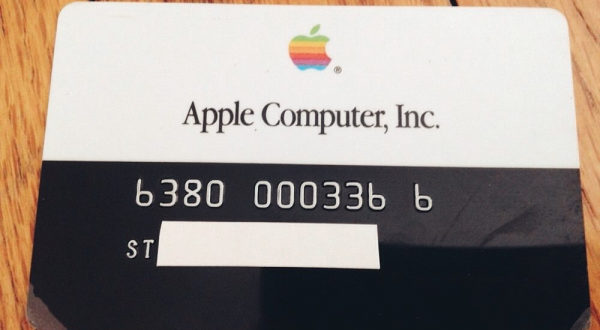 ®
Apple Computer, Inc.
6380 000336 6
ST